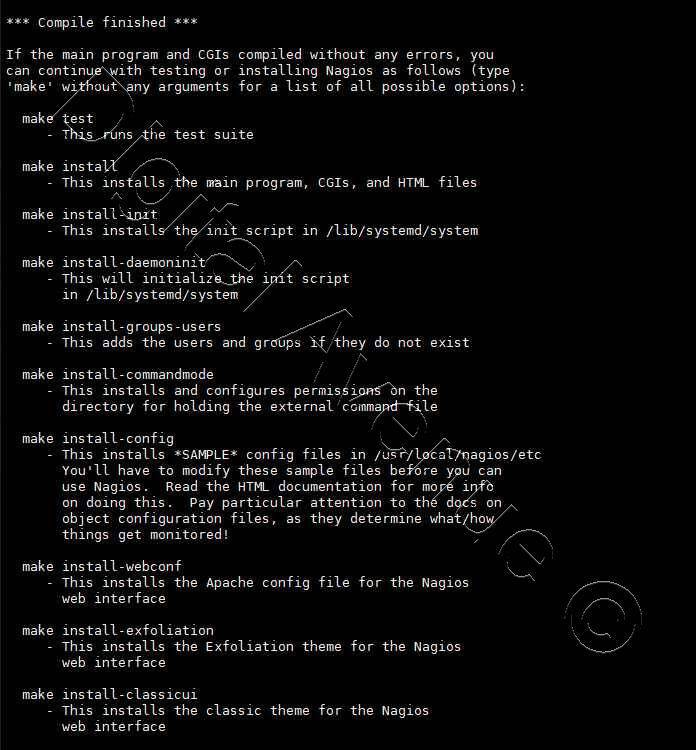 *** Compile finished ***
If the main program and CGIs compiled without any errors, you
can continue with testing or installing Nagios as follows (type
'make' without any arguments for a list of all possible options):
make test
- This runs the test suite
make install
- This installs the main program, CGIs, and HTML files
make install-init
- This installs the init script in /lib/systemd/system
make install-daemoninit
- This will initialize the init script
in /lib/systemd/system
make install-groups-users
- This adds the users and groups if they do not exist
make install-commandmode
- This installs and configures permissions on the
directory for holding the external command file
make install-config
- This installs *SAMPLE* config files in /usr/local/nagios/etc
You'll have to modify these sample files before you can
use Nagios.  Read the HTML documentation for more info
on doing this.  Pay particular attention to the docs on
object configuration files, as they determine what/how
things get monitored!
make install-webconf
- This installs the Apache config file for the Nagios
web interface
make install-exfoliation
- This installs the Exfoliation theme for the Nagios
web interface
make install-classicui
- This installs the classic theme for the Nagios
web interface
©